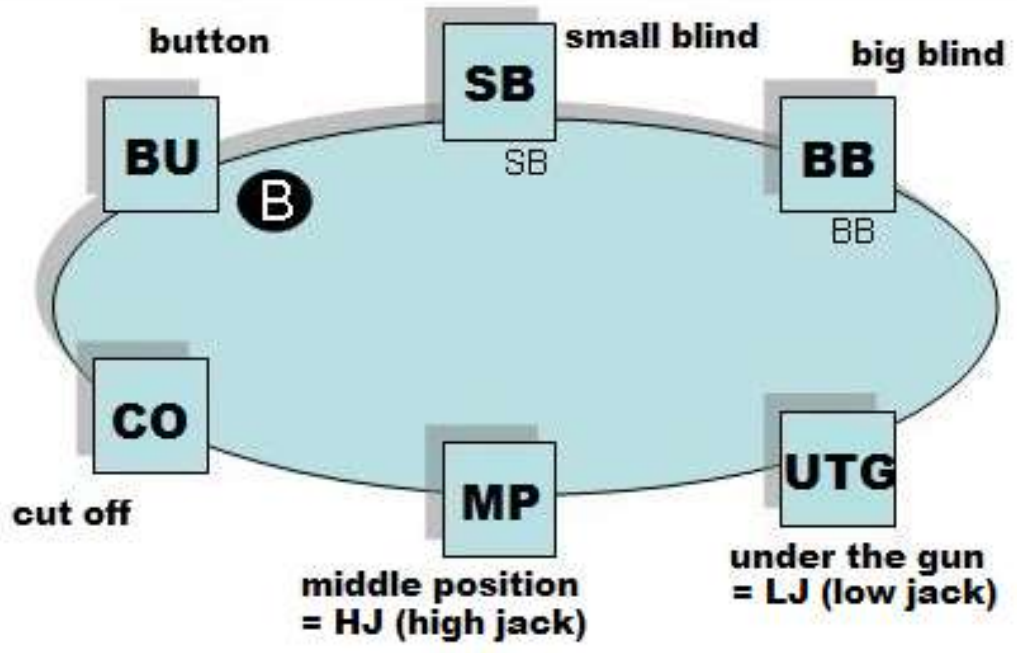 button
small blind
big blind
BU
SB
BB
B
SB
BB
CO
MP
UTG
cut off
middle position
= HJ (high jack)
under the gun
= LJ (low jack)